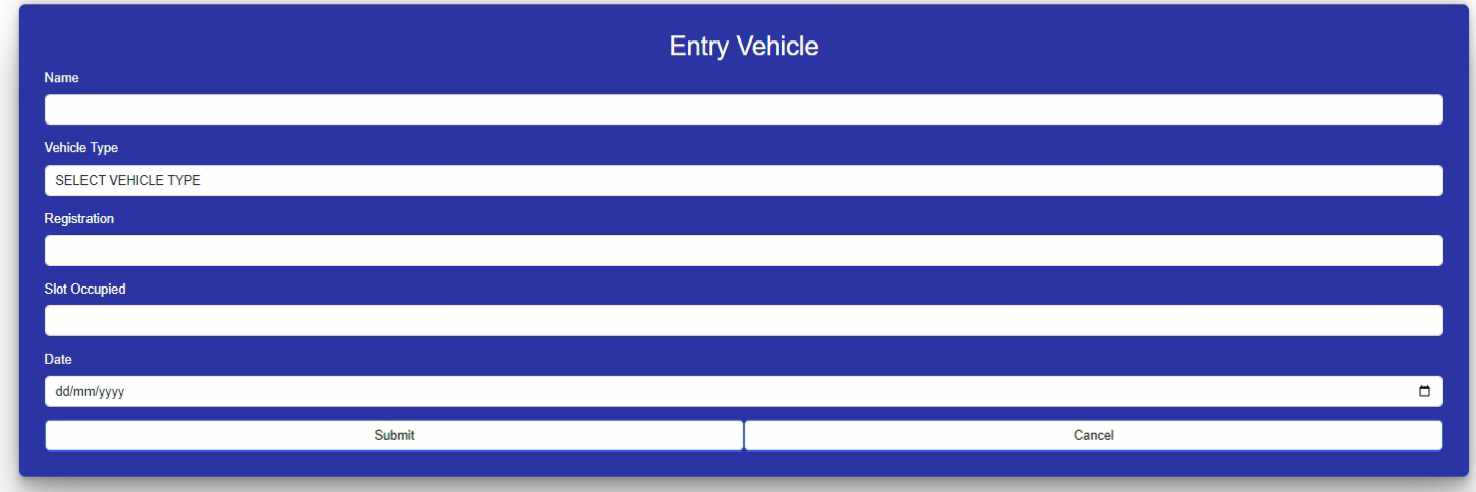 Entry Vehicle
Name
Vehicle Type
SELECT VEHICLE TYPE
Registration
Slot Occupied
Date
dd/mm/yyyy
Submit Cancel